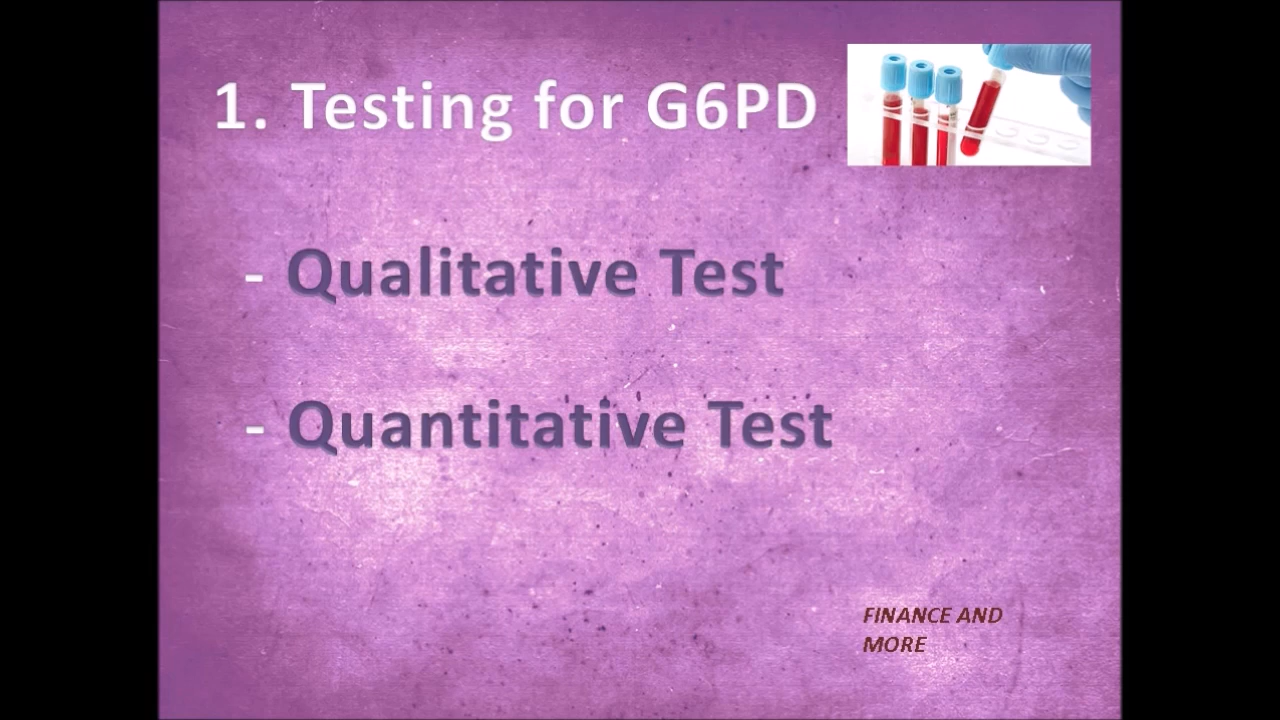 1. Testing for G6PD
- Qualitative Test
- Quantitative Test
FINANCE AND
MORE